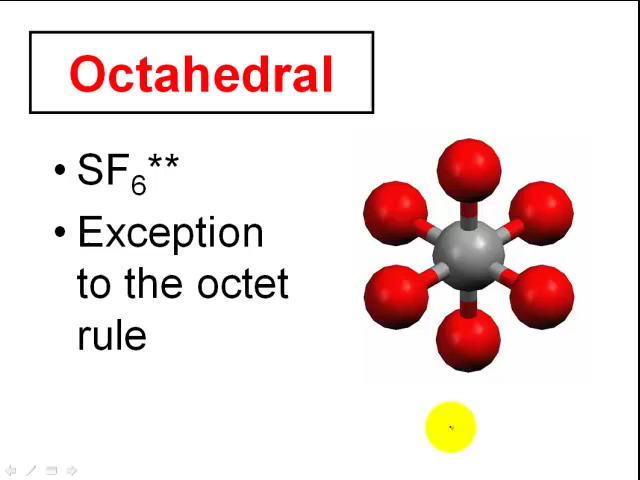 Octahedral
• SF₆**
• Exception
to the octet
rule